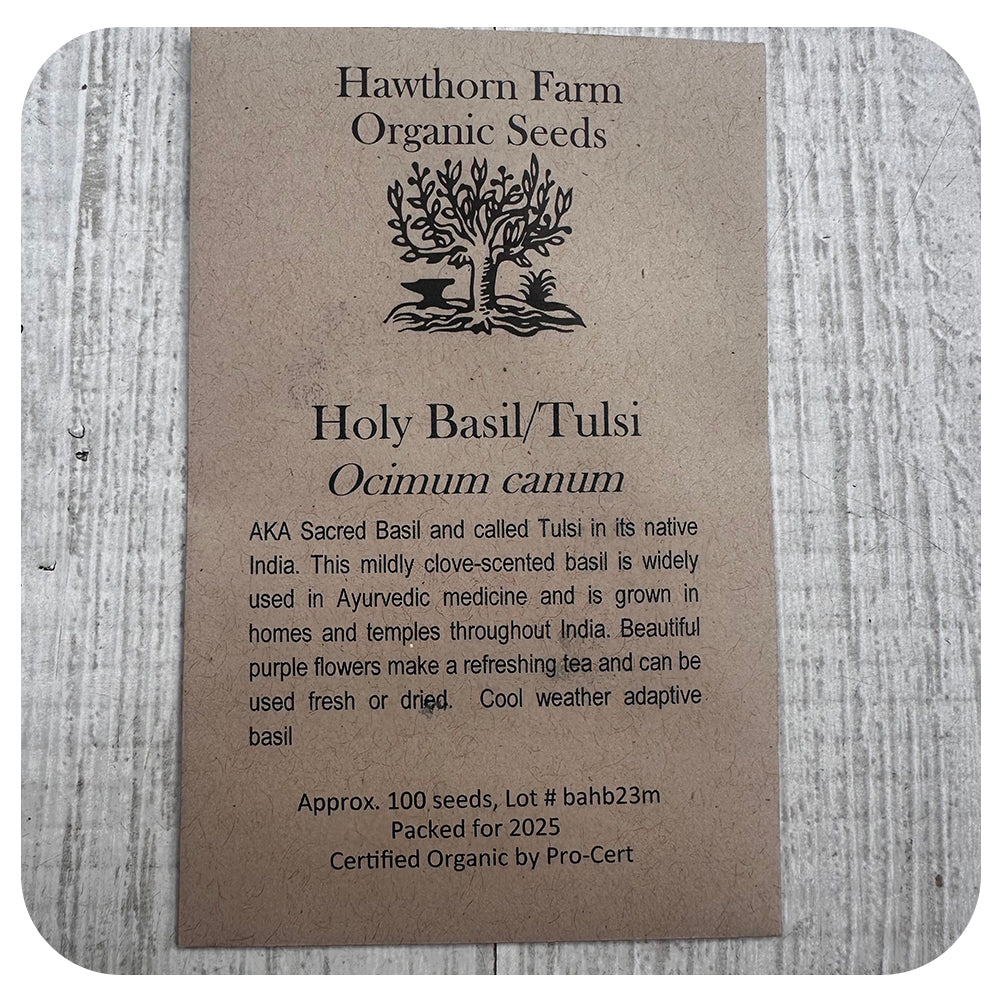 Hawthorn Farm
Organic Seeds
Holy Basil/Tulsi
Ocimum canum
AKA Sacred Basil and called Tulsi in its native
India. This mildly clove-scented basil is widely
used in Ayurvedic medicine and is grown in
homes and temples throughout India. Beautiful
purple flowers make a refreshing tea and can be
used fresh or dried. Cool weather adaptive
basil
Approx. 100 seeds, Lot # bahb23m
Packed for 2025
Certified Organic by Pro-Cert